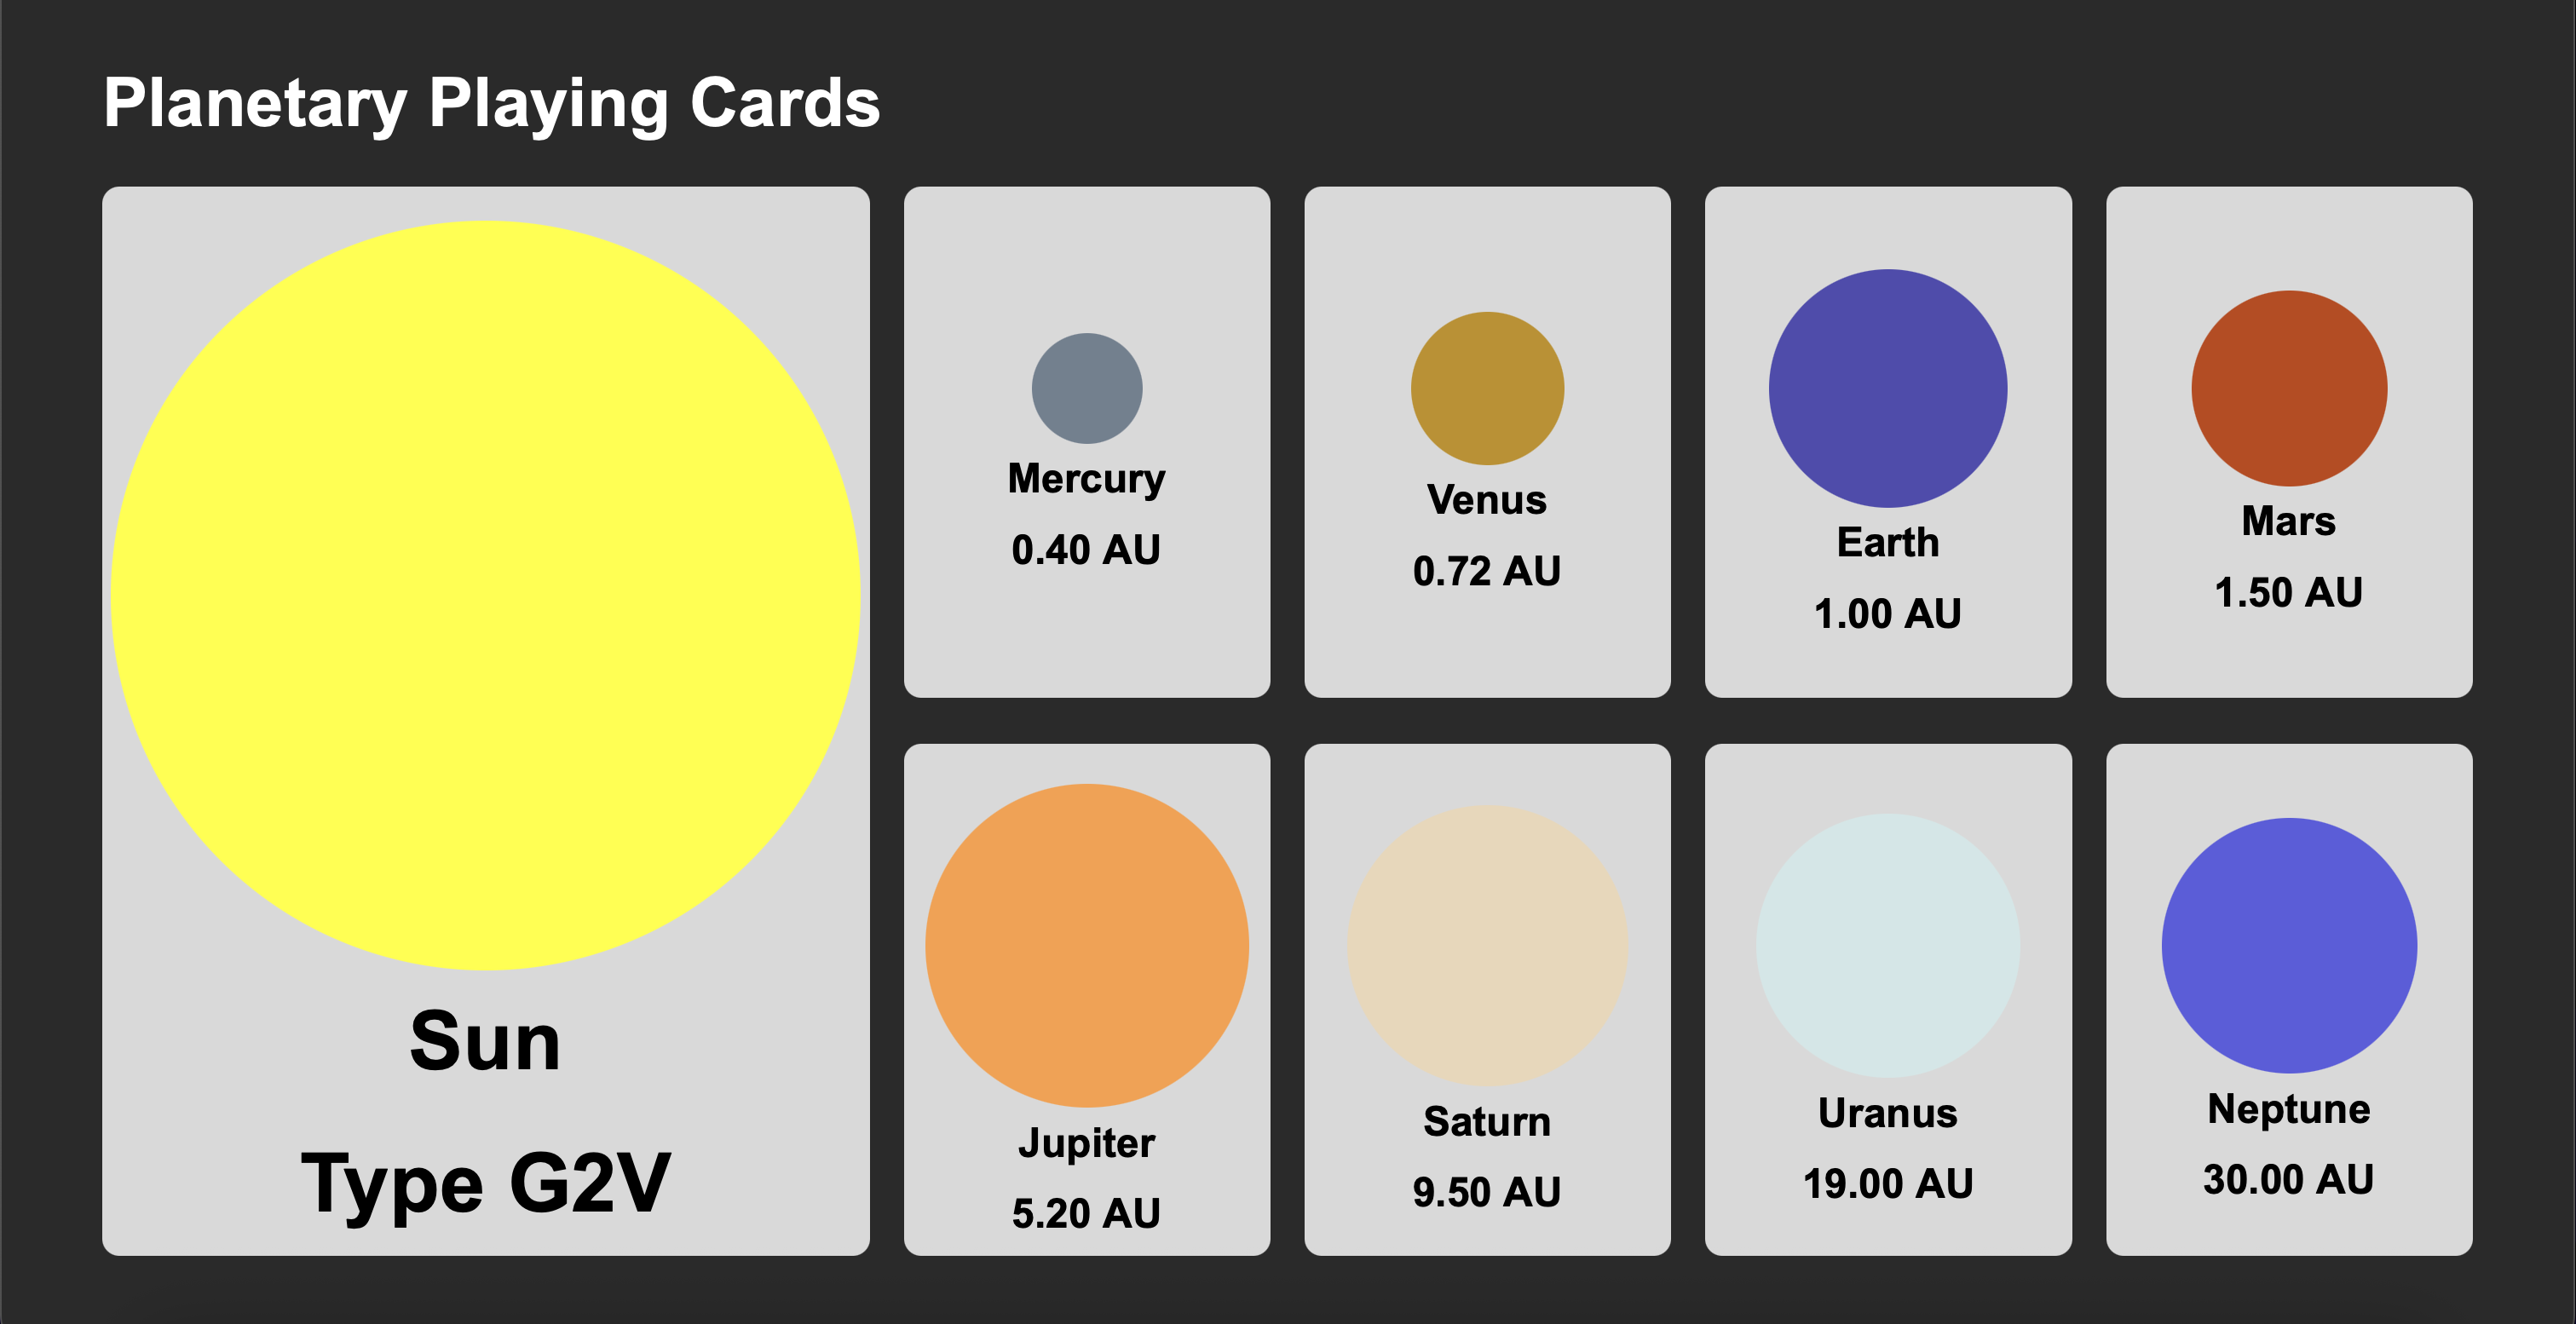 Planetary Playing Cards
Sun
Type G2V
Mercury
0.40 AU
Venus
0.72 AU
Earth
1.00 AU
Mars
1.50 AU
Jupiter
5.20 AU
Saturn
9.50 AU
Uranus
19.00 AU
Neptune
30.00 AU